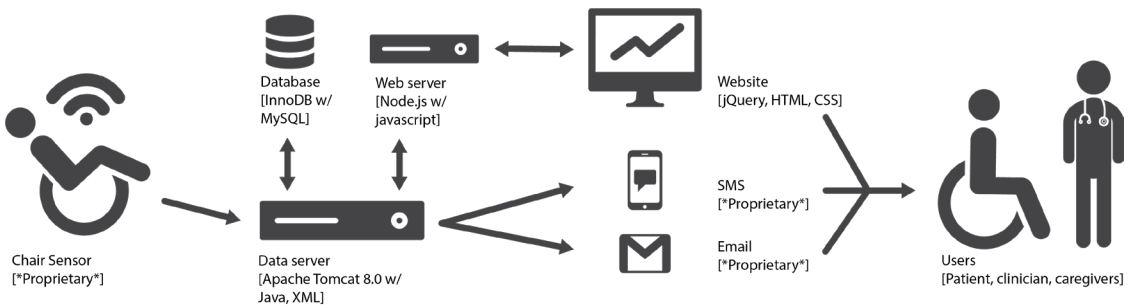 Database
[InnoDB w/
MySQL]
Web server
[Node.js w/
javascript]
Website
[jQuery, HTML, CSS]
SMS
[*Proprietary*]
Chair Sensor
[*Proprietary*]
Data server
[Apache Tomcat 8.0 w/
Java, XML]
Email
[*Proprietary*]
Users
[Patient, clinician, caregivers]